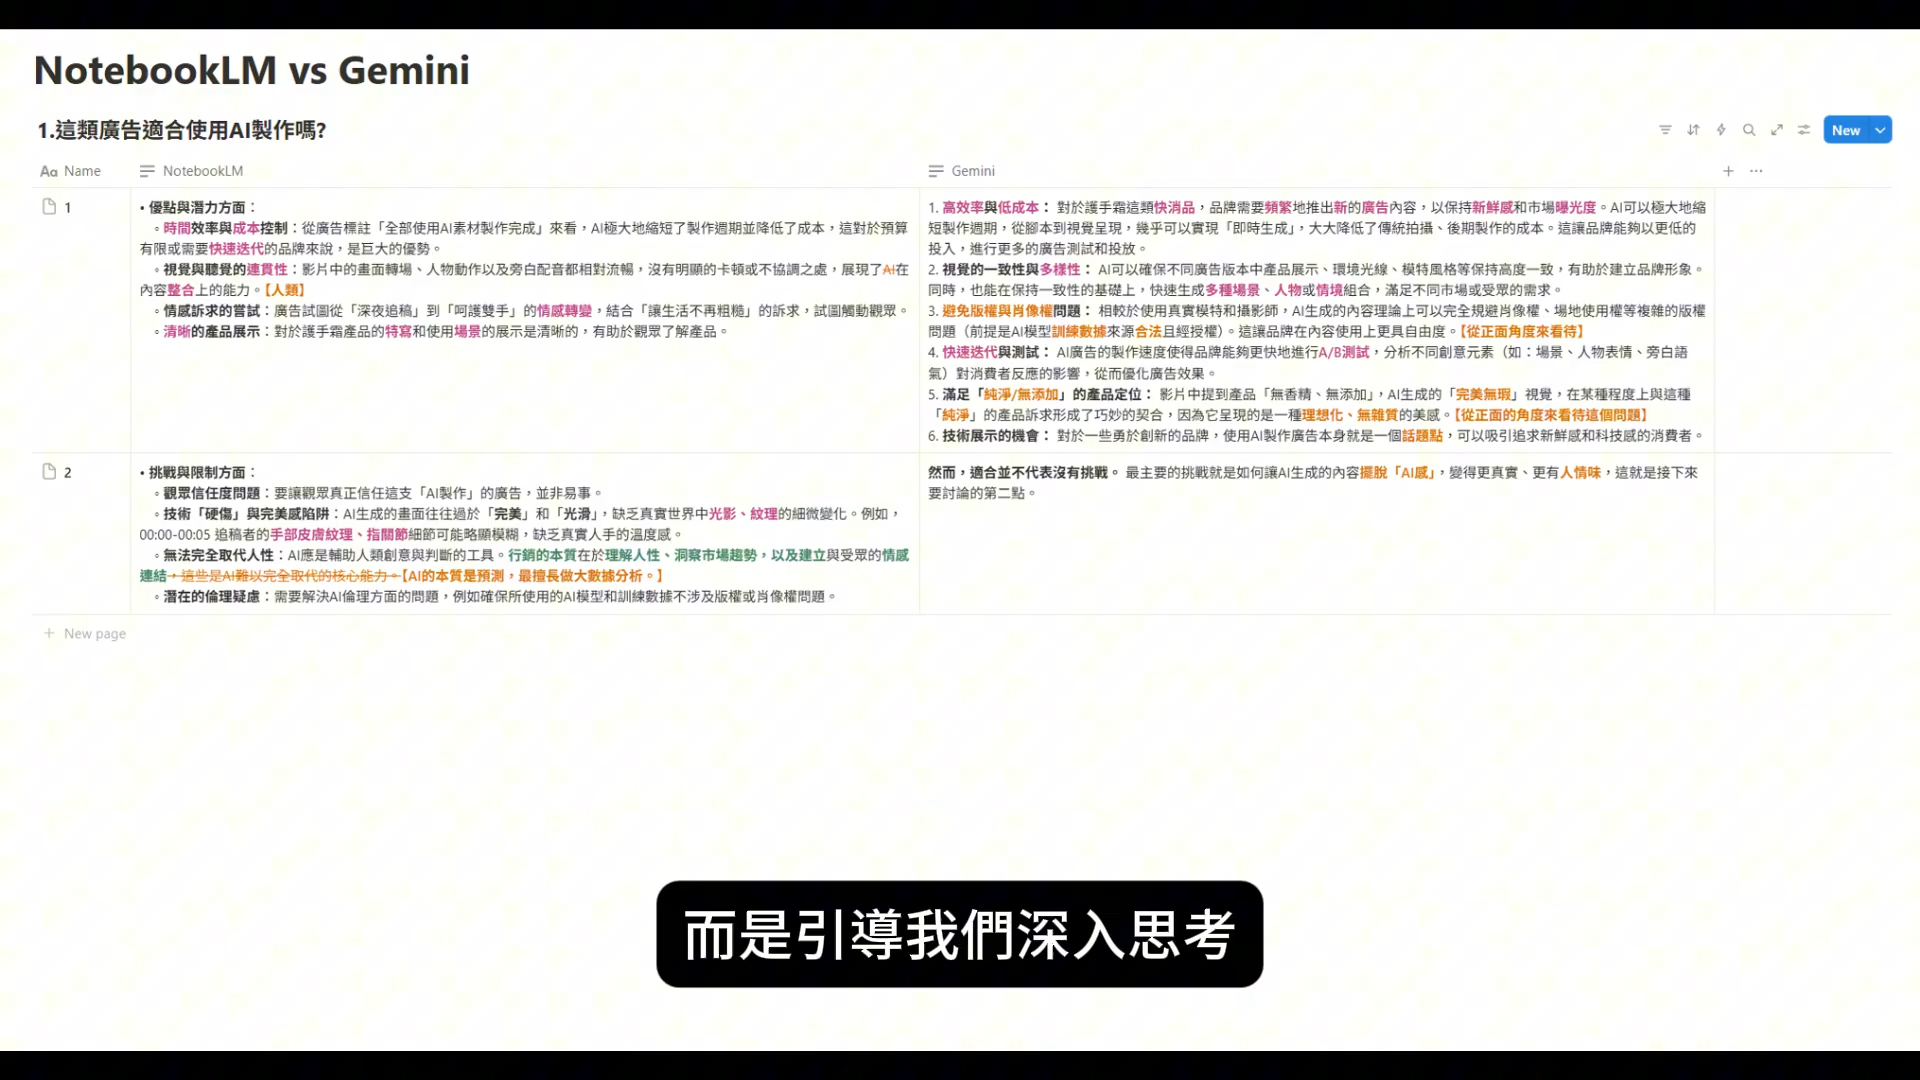 NotebookLM vs Gemini
1.這類廣告適合使用AI製作嗎?
New
Aa Name
NotebookLM
Gemini
1
• 優點與潛力方面：
◦ 時間效率與成本控制：從廣告標註「全部使用AI素材製作完成」來看，AI極大地縮短了製作週期並降低了成本，這對於預算
有限或需要快速迭代的品牌來說，是巨大的優勢。
◦ 視覺與聽覺的連貫性：影片中的畫面轉場、人物動作以及旁白配音都相對流暢，沒有明顯的卡頓或不協調之處，展現了AI在
內容整合上的能力。【人類】
◦ 情感訴求的嘗試：廣告試圖從「深夜追稿」到「呵護雙手」的情感轉變，結合「讓生活不再粗糙」的訴求，試圖觸動觀眾。
◦ 清晰的產品展示：對於護手霜產品的特寫和使用場景的展示是清晰的，有助於觀眾了解產品。
1. 高效率與低成本： 對於護手霜這類快消品，品牌需要頻繁地推出新的廣告內容，以保持新鮮感和市場曝光度。AI可以極大地縮
短製作週期，從腳本到視覺呈現，幾乎可以實現「即時生成」，大大降低了傳統拍攝、後期製作的成本。這讓品牌能夠以更低的
投入，進行更多的廣告測試和投放。
2. 視覺的一致性與多樣性： AI可以確保不同廣告版本中產品展示、環境光線、模特風格等保持高度一致，有助於建立品牌形象。
同時，也能在保持一致性的基礎上，快速生成多種場景、人物或情境組合，滿足不同市場或受眾的需求。
3. 避免版權與肖像權問題： 相較於使用真實模特和攝影師，AI生成的內容理論上可以完全規避肖像權、場地使用權等複雜的版權
問題（前提是AI模型訓練數據來源合法且經授權）。這讓品牌在內容使用上更具自由度。【從正面角度來看待】
4. 快速迭代與測試： AI廣告的製作速度使得品牌能夠更快地進行A/B測試，分析不同創意元素（如：場景、人物表情、旁白語
氣）對消費者反應的影響，從而優化廣告效果。
5. 滿足「純淨/無添加」的產品定位： 影片中提到產品「無香精、無添加」，AI生成的「完美無瑕」視覺，在某種程度上與這種
「純淨」的產品訴求形成了巧妙的契合，因為它呈現的是一種理想化、無雜質的美感。【從正面的角度來看待這個問題】
6. 技術展示的機會： 對於一些勇於創新的品牌，使用AI製作廣告本身就是一個話題點，可以吸引追求新鮮感和科技感的消費者。
2
• 挑戰與限制方面：
◦ 觀眾信任度問題：要讓觀眾真正信任這支「AI製作」的廣告，並非易事。
◦ 技術「硬傷」與完美感陷阱：AI生成的畫面往往過於「完美」和「光滑」，缺乏真實世界中光影、紋理的細微變化。例如，
00:00-00:05 追稿者的手部皮膚紋理、指關節細節可能略顯模糊，缺乏真實人手的溫度感。
◦ 無法完全取代人性：AI應是輔助人類創意與判斷的工具。行銷的本質在於理解人性、洞察市場趨勢，以及建立與受眾的情感
連結，這些是AI難以完全取代的核心能力。【AI的本質是預測，最擅長做大數據分析。】
◦ 潛在的倫理疑慮：需要解決AI倫理方面的問題，例如確保所使用的AI模型和訓練數據不涉及版權或肖像權問題。
然而，適合並不代表沒有挑戰。 最主要的挑戰就是如何讓AI生成的內容擺脫「AI感」，變得更真實、更有人情味，這就是接下來
要討論的第二點。
+ New page
而是引導我們深入思考